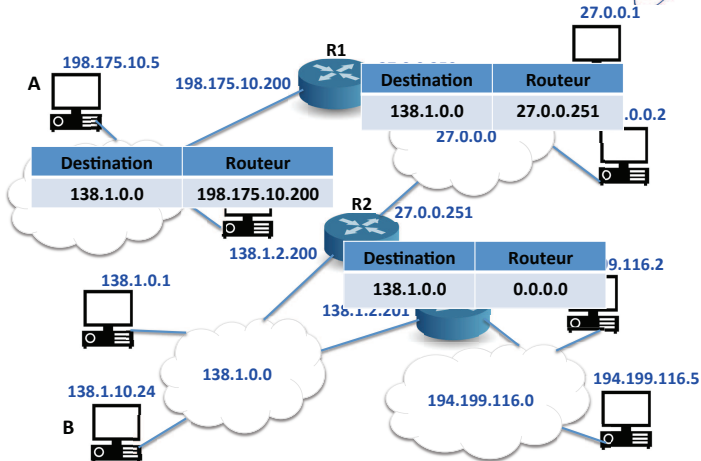 27.0.0.1
198.175.10.5
R1
A
198.175.10.200
Destination Routeur
138.1.0.0 27.0.0.251
.0.0.2
27.0.0.0
Destination Routeur
138.1.0.0 198.175.10.200
R2
27.0.0.251
138.1.2.200
Destination Routeur
138.1.0.0 0.0.0.0
99.116.2
138.1.0.1
138.1.2.201
138.1.0.0
138.1.10.24
B
194.199.116.0
194.199.116.5